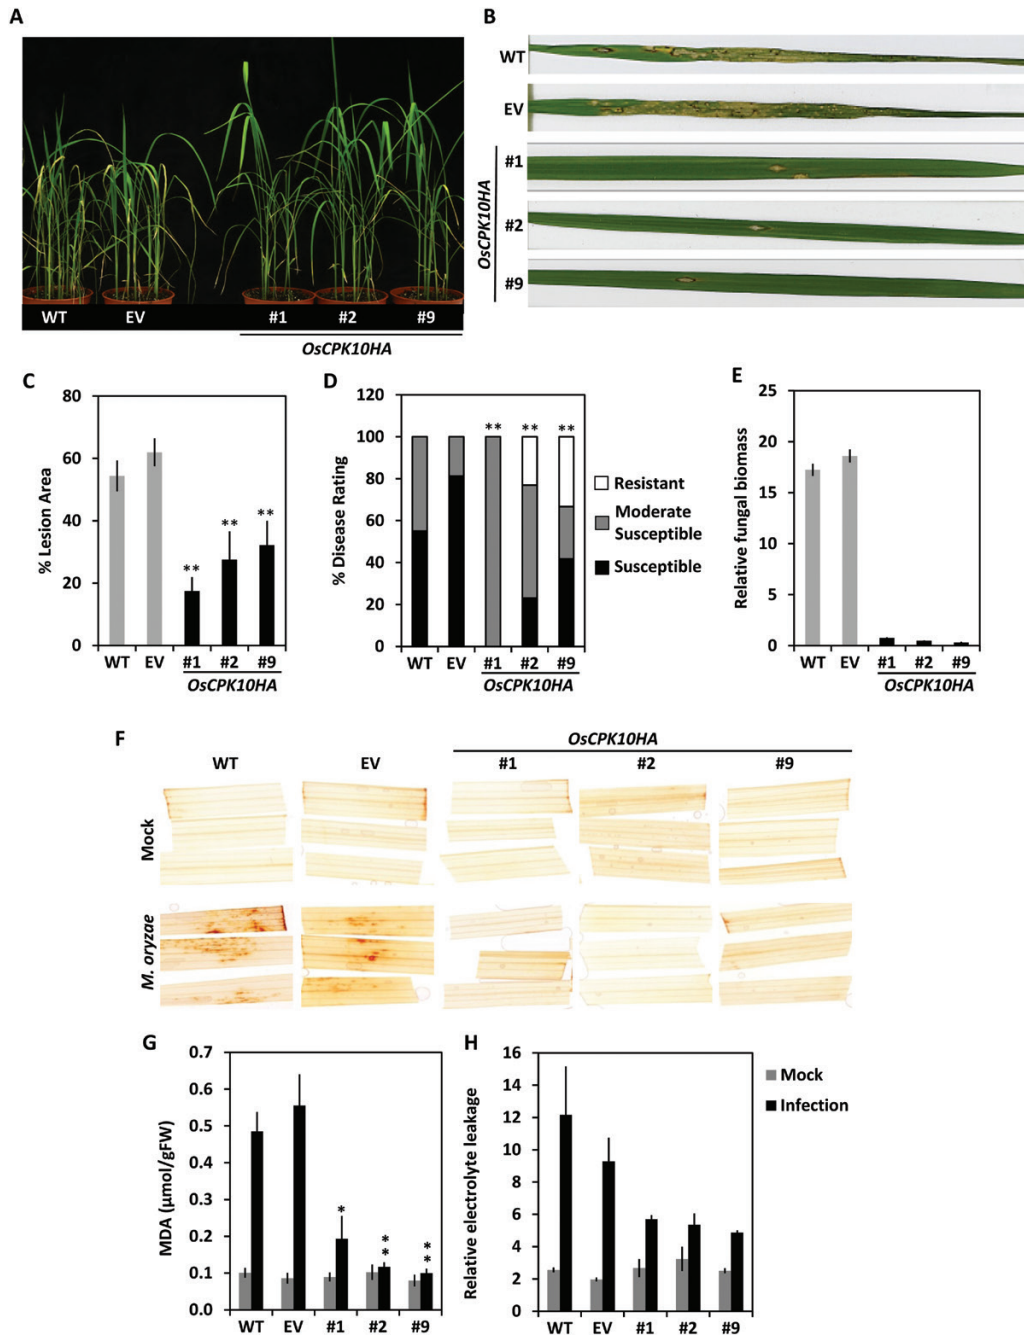 A
WT
EV
#1
#2
#9
OsCPK10HA
B
WT
EV
#1
#2
#9
OsCPK10HA
C
% Lesion Area
80
60
40
20
0
**
**
**
WT
EV
#1
#2
#9
OsCPK10HA
D
% Disease Rating
120
100
80
60
40
20
0
**
**
**
WT
EV
#1
#2
#9
OsCPK10HA
Resistant
Moderate
Susceptible
Susceptible
E
Relative fungal biomass
25
20
15
10
5
0
WT
EV
#1
#2
#9
OsCPK10HA
F
OsCPK10HA
WT
EV
#1
#2
#9
Mock
M. oryzae
G
MDA (μmol/gFW)
0.7
0.6
0.5
0.4
0.3
0.2
0.1
0.0
*
**
**
WT
EV
#1
#2
#9
H
Relative electrolyte leakage
16
14
12
10
8
6
4
2
0
WT
EV
#1
#2
#9
Mock
Infection